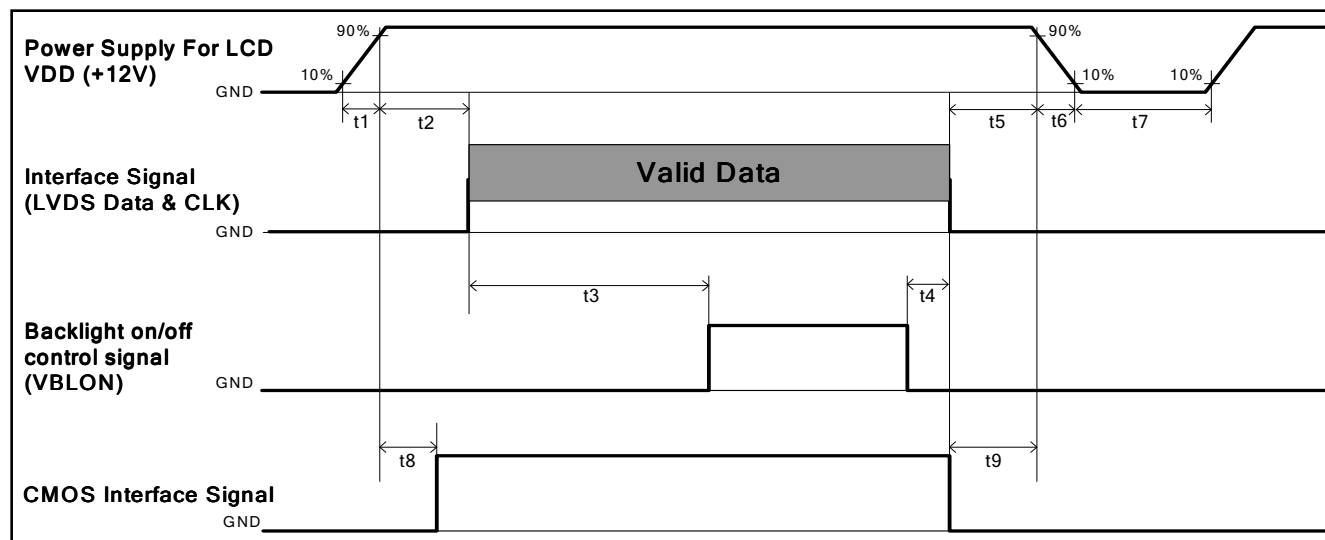 Power Supply For LCD
VDD (+12V)
90%
10%
GND
90%
10%
10%
t1
t2
t5
t6
t7
Interface Signal
(LVDS Data & CLK)
Valid Data
GND
t3
t4
Backlight on/off
control signal
(VBLON)
GND
t8
t9
CMOS Interface Signal
GND